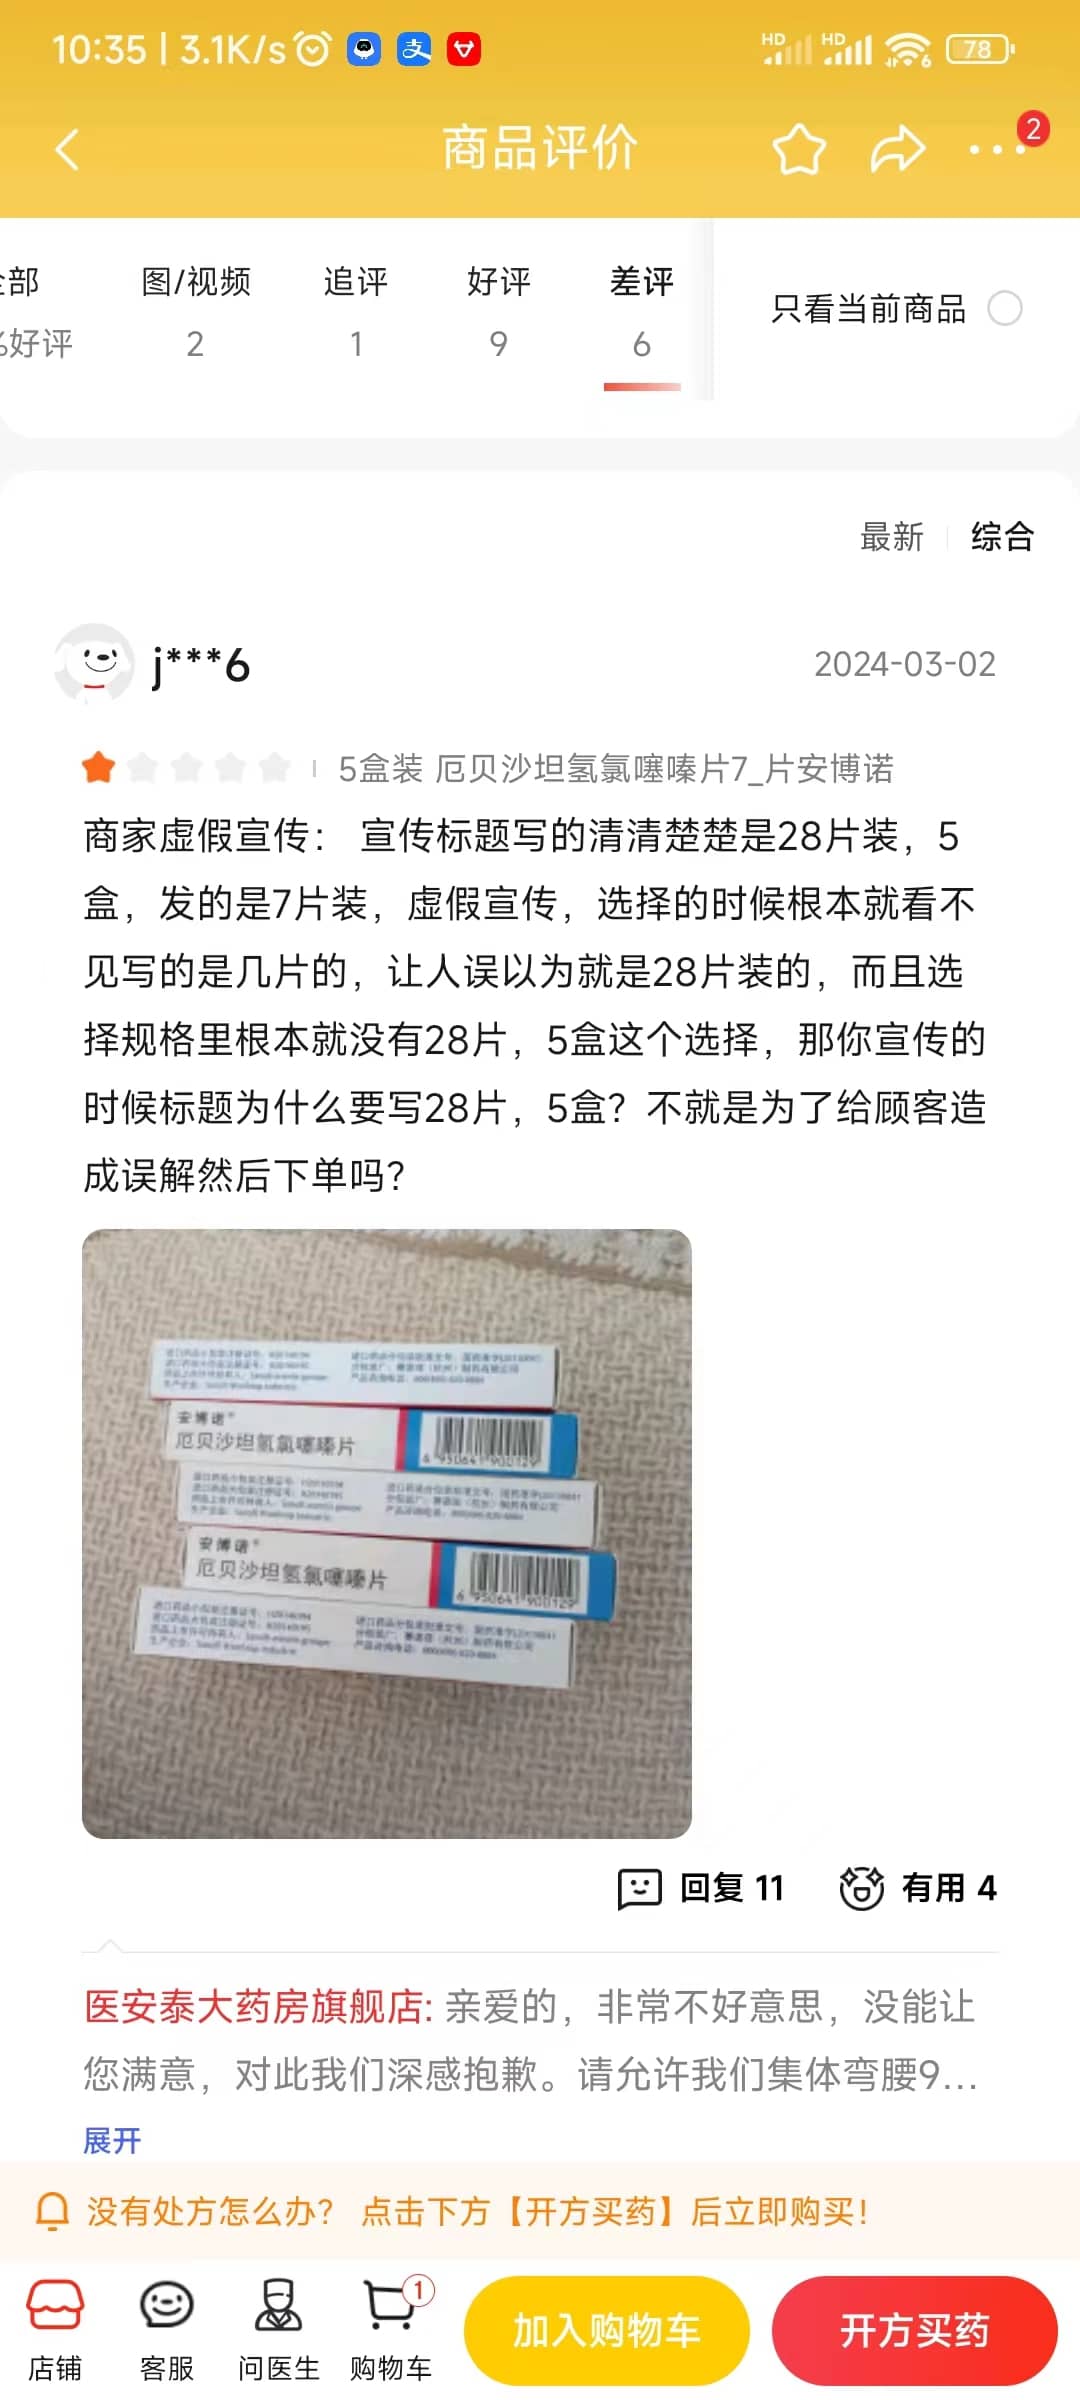 10:35 | 3.1K/s 支 HD HD 6 78
商品评价 2
全部 图/视频 追评 好评 差评
%好评 2 1 9 6
只看当前商品
最新 综合
j***6 2024-03-02
5盒装 厄贝沙坦氢氯噻嗪片7_片安博诺
商家虚假宣传： 宣传标题写的清清楚楚是28片装，5
盒，发的是7片装，虚假宣传，选择的时候根本就看不
见写的是几片的，让人误以为就是28片装的，而且选
择规格里根本就没有28片，5盒这个选择，那你宣传的
时候标题为什么要写28片，5盒？不就是为了给顾客造
成误解然后下单吗？
安博诺
厄贝沙坦氢氯噻嗪片
6 950641 900129
安博诺
厄贝沙坦氢氯噻嗪片
6 950641 900129
回复 11 有用 4
医安泰大药房旗舰店: 亲爱的，非常不好意思，没能让
您满意，对此我们深感抱歉。请允许我们集体弯腰9...
展开
没有处方怎么办？ 点击下方【开方买药】后立即购买！
店铺 客服 问医生 购物车 1 加入购物车 开方买药